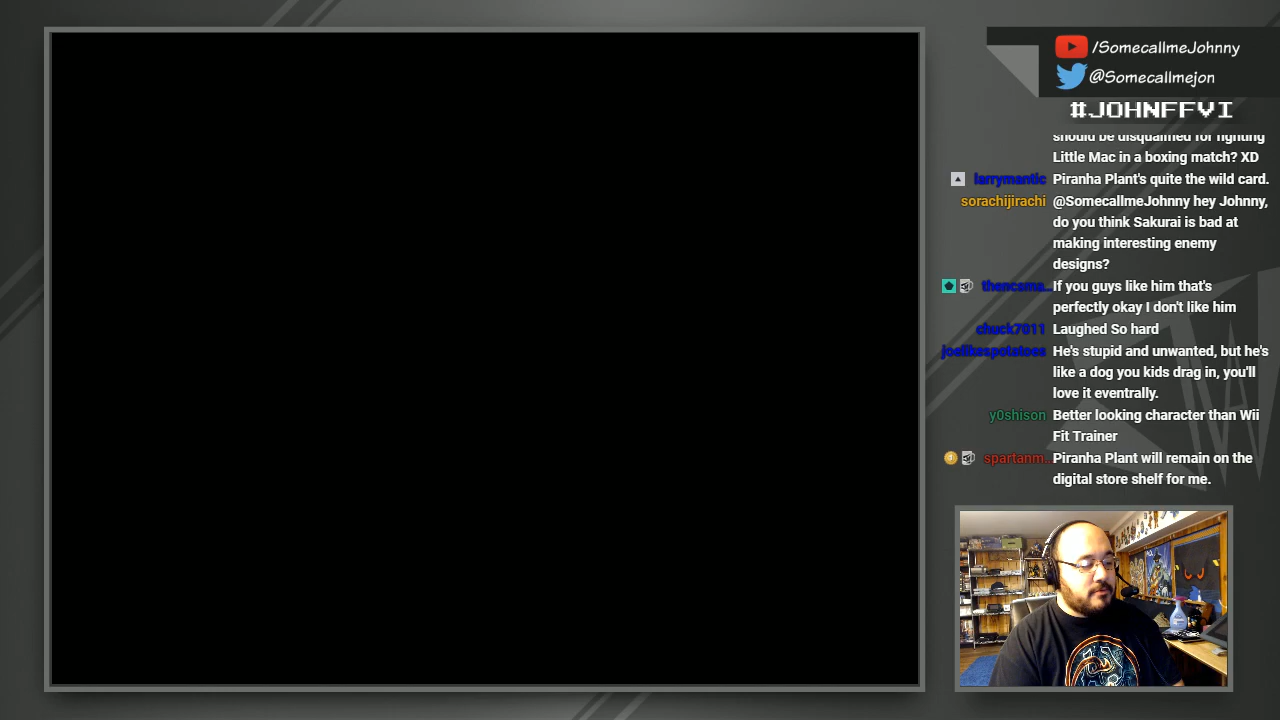 /SomecallmeJohnny
@Somecallmejon
#JOHNFFVI
should be disqualified for fighting
Little Mac in a boxing match? XD
larrymantic Piranha Plant's quite the wild card.
sorachijirachi @SomecallmeJohnny hey Johnny,
do you think Sakurai is bad at
making interesting enemy
designs?
thencsma... If you guys like him that's
perfectly okay I don't like him
chuck7011 Laughed So hard
joelikespotatoes He's stupid and unwanted, but he's
like a dog you kids drag in, you'll
love it eventrally.
y0shison Better looking character than Wii
Fit Trainer
spartanm... Piranha Plant will remain on the
digital store shelf for me.